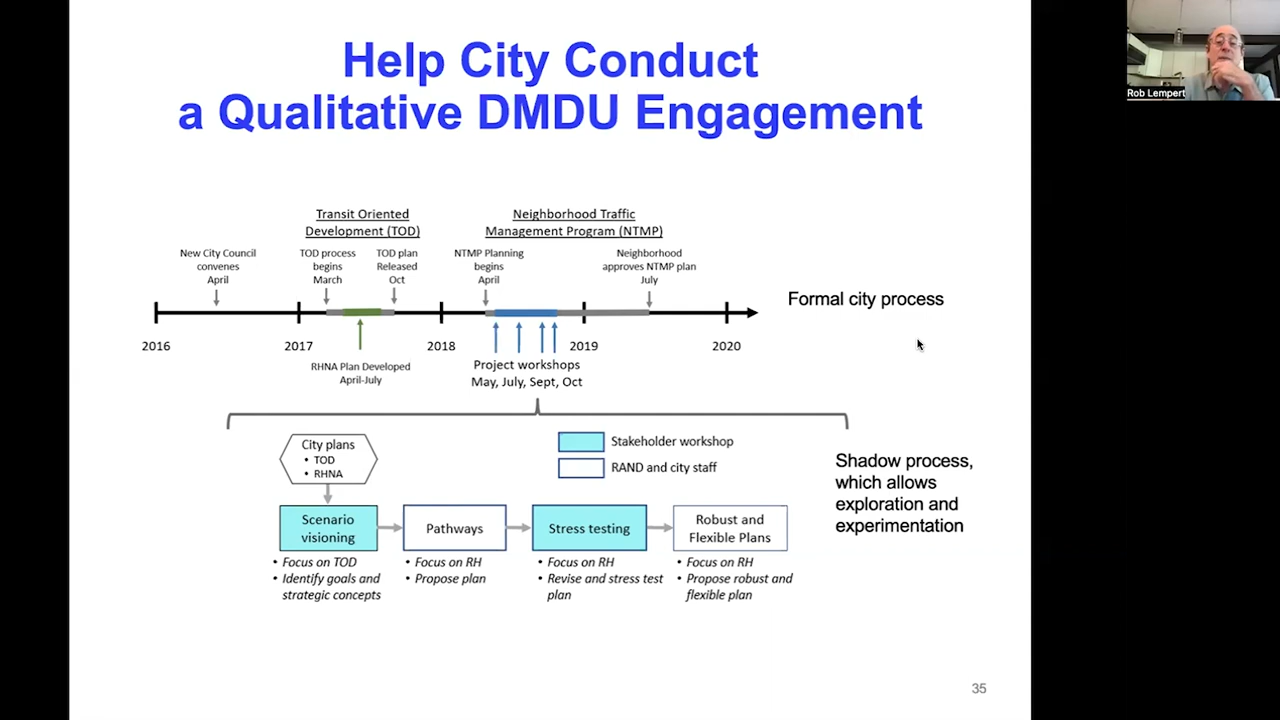 Help City Conduct
a Qualitative DMDU Engagement
Rob Lempert
Transit Oriented
Development (TOD)
Neighborhood Traffic
Management Program (NTMP)
New City Council
convenes
April
TOD process
begins
March
TOD plan
Released
Oct
NTMP Planning
begins
April
Neighborhood
approves NTMP plan
July
Formal city process
2016
2017
2018
2019
2020
RHNA Plan Developed
April-July
Project workshops
May, July, Sept, Oct
City plans
• TOD
• RHNA
Stakeholder workshop
RAND and city staff
Shadow process,
which allows
exploration and
experimentation
Scenario
visioning
Pathways
Stress testing
Robust and
Flexible Plans
• Focus on TOD
• Identify goals and
strategic concepts
• Focus on RH
• Propose plan
• Focus on RH
• Revise and stress test
plan
• Focus on RH
• Propose robust and
flexible plan
35